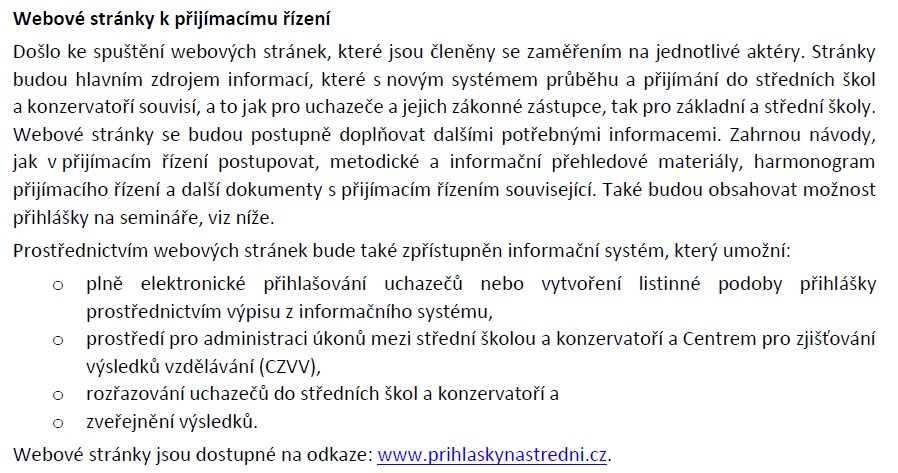 Webové stránky k přijímacímu řízení
Došlo ke spuštění webových stránek, které jsou členěny se zaměřením na jednotlivé aktéry. Stránky
budou hlavním zdrojem informací, které s novým systémem průběhu a přijímání do středních škol
a konzervatoří souvisí, a to jak pro uchazeče a jejich zákonné zástupce, tak pro základní a střední školy.
Webové stránky se budou postupně doplňovat dalšími potřebnými informacemi. Zahrnou návody,
jak v přijímacím řízení postupovat, metodické a informační přehledové materiály, harmonogram
přijímacího řízení a další dokumenty s přijímacím řízením související. Také budou obsahovat možnost
přihlášky na semináře, viz níže.
Prostřednictvím webových stránek bude také zpřístupněn informační systém, který umožní:
o plně elektronické přihlašování uchazečů nebo vytvoření listinné podoby přihlášky
prostřednictvím výpisu z informačního systému,
o prostředí pro administraci úkonů mezi střední školou a konzervatoří a Centrem pro zjišťování
výsledků vzdělávání (CZVV),
o rozřazování uchazečů do středních škol a konzervatoří a
o zveřejnění výsledků.
Webové stránky jsou dostupné na odkaze: www.prihlaskynastredni.cz.